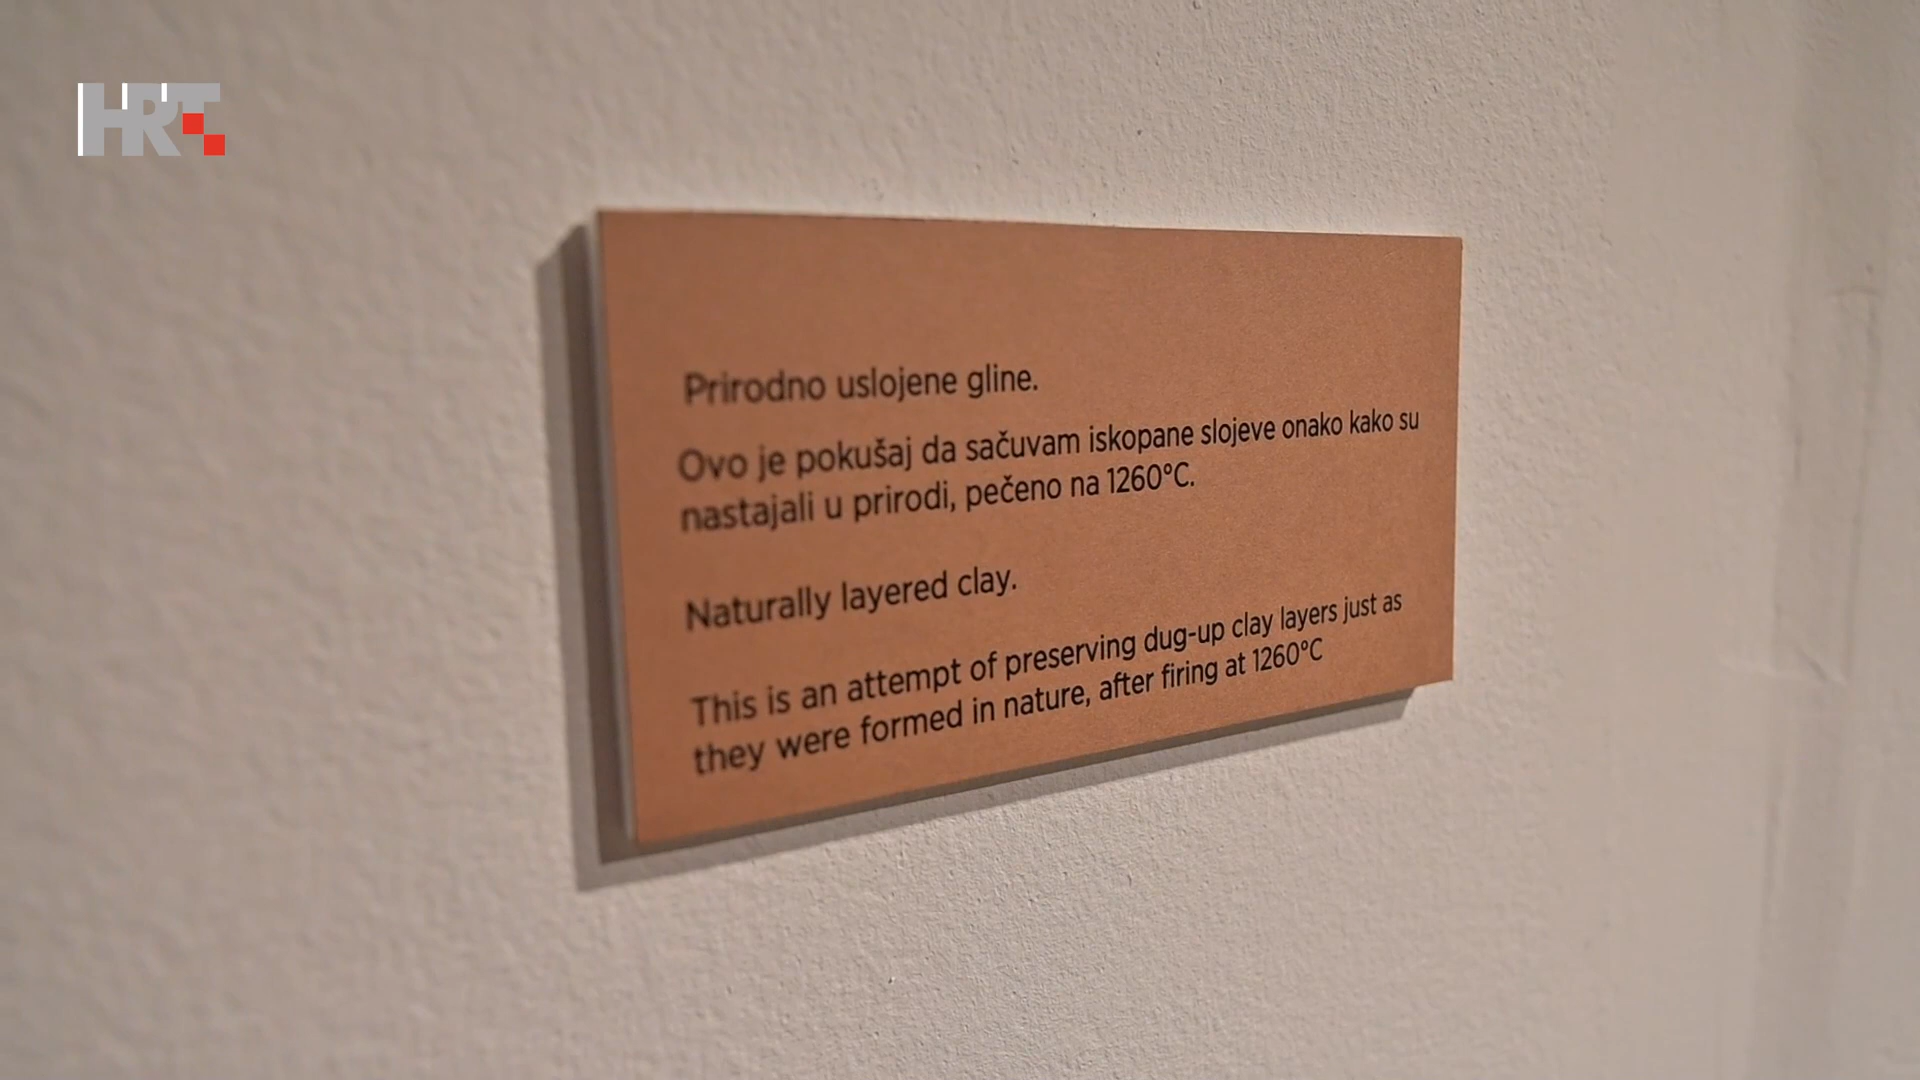 HRT
Prirodno uslojene gline.
Ovo je pokušaj da sačuvam iskopane slojeve onako kako su
nastajali u prirodi, pečeno na 1260°C.
Naturally layered clay.
This is an attempt of preserving dug-up clay layers just as
they were formed in nature, after firing at 1260°C